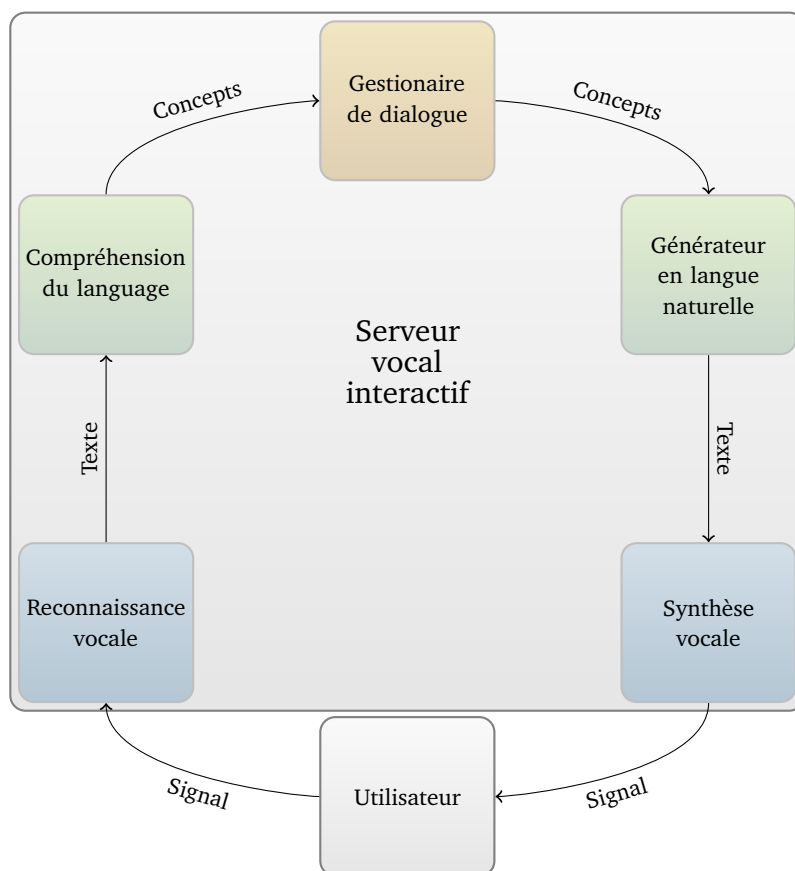 Gestionaire
de dialogue
Concepts
Concepts
Compréhension
du language
Générateur
en langue
naturelle
Serveur
vocal
interactif
Texte
Texte
Reconnaissance
vocale
Synthèse
vocale
Signal
Utilisateur
Signal